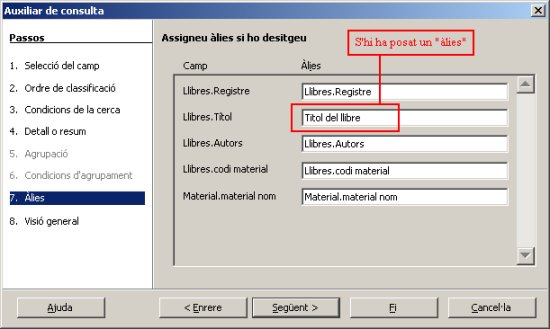 Auxiliar de consulta
Passos
1. Selecció del camp
2. Ordre de classificació
3. Condicions de la cerca
4. Detall o resum
5. Agrupació
6. Condicions d'agrupament
7. Àlies
8. Visió general
Assigneu àlies si ho desitgeu
S'hi ha posat un "àlies"
Camp Àlies
Llibres.Registre Llibres.Registre
Llibres.Títol Títol del llibre
Llibres.Autors Llibres.Autors
Llibres.codi material Llibres.codi material
Material.material nom Material.material nom
Ajuda < Enrere Següent > Fi Cancel·la